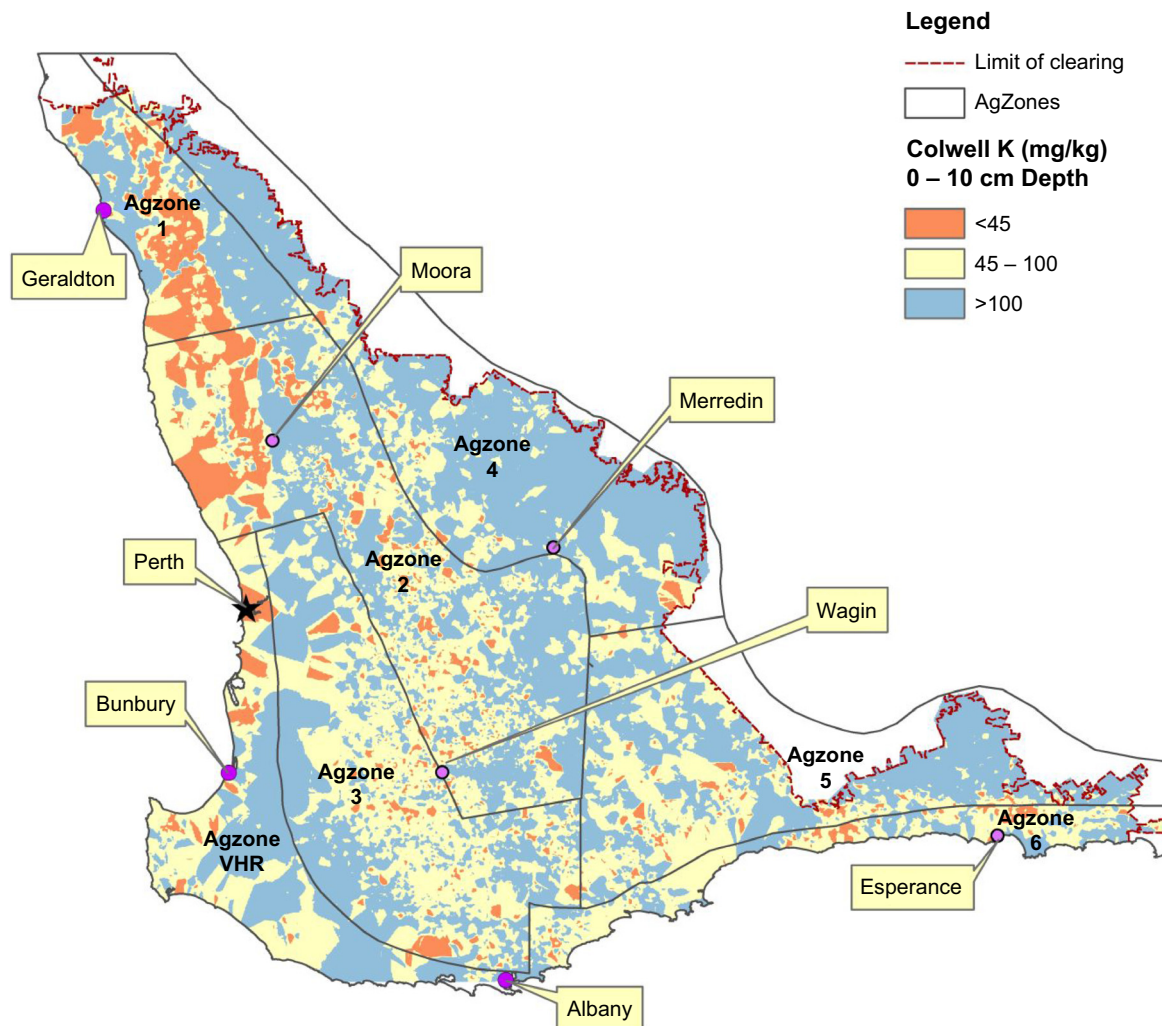 Legend
Limit of clearing
AgZones
Colwell K (mg/kg)
0 – 10 cm Depth
<45
45 – 100
>100
Agzone
1
Geraldton
Moora
Merredin
Agzone
4
Perth
Agzone
2
Wagin
Bunbury
Agzone
3
Agzone
5
Agzone
VHR
Agzone
6
Esperance
Albany